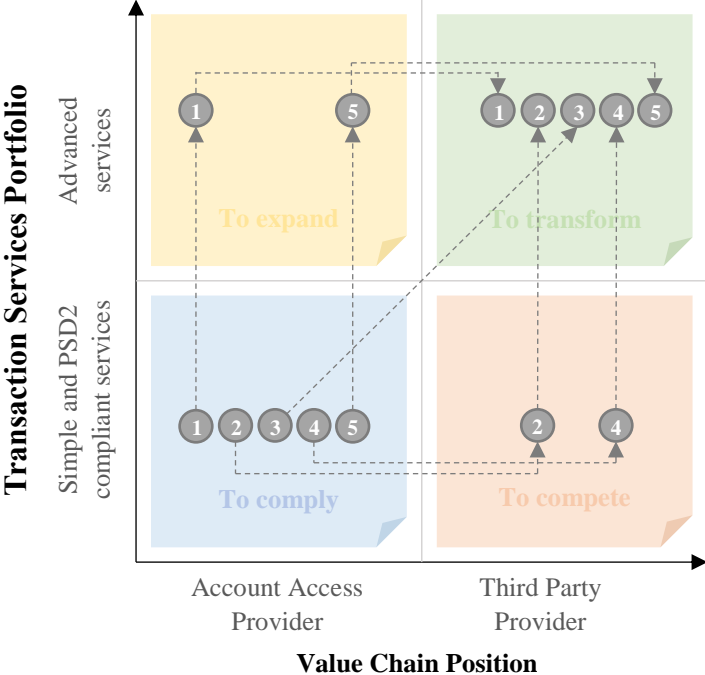 Transaction Services Portfolio
Advanced
services
Simple and PSD2
compliant services
1
5
1
2
3
4
5
To expand
To transform
1
2
3
4
5
2
4
To comply
To compete
Account Access
Provider
Third Party
Provider
Value Chain Position